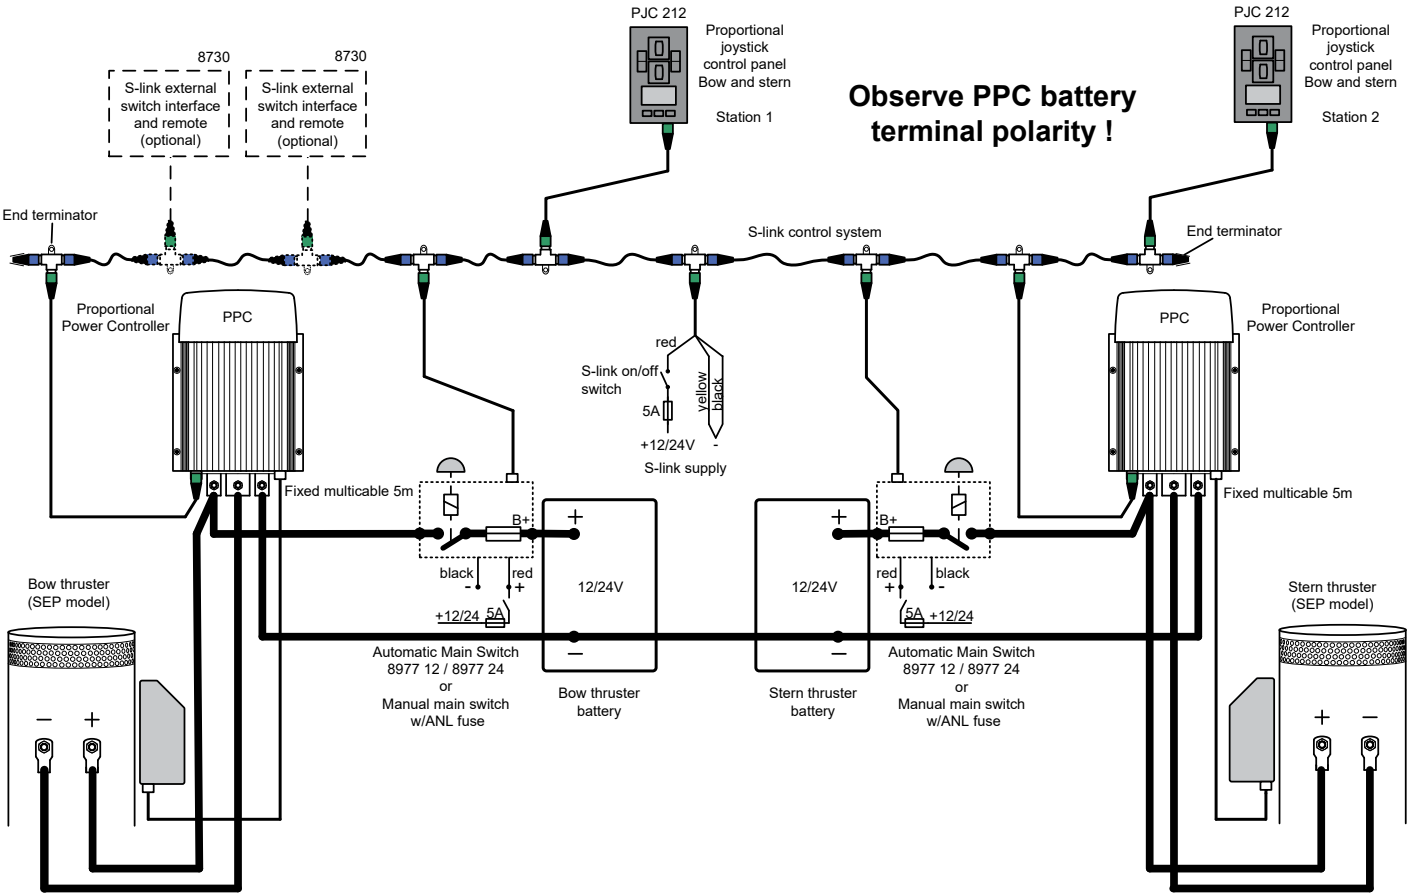 PJC 212
Proportional
joystick
control panel
Bow and stern
Station 1
PJC 212
Proportional
joystick
control panel
Bow and stern
Station 2
8730
S-link external
switch interface
and remote
(optional)
8730
S-link external
switch interface
and remote
(optional)
Observe PPC battery
terminal polarity !
End terminator
S-link control system
End terminator
Proportional
Power Controller
PPC
PPC
Proportional
Power Controller
red
S-link on/off
switch
yellow
black
5A
+12/24V
-
S-link supply
Fixed multicable 5m
Fixed multicable 5m
B+
+
12/24V
−
+
B+
12/24V
−
black
red
-
+
+12/24
5A
red
black
+
-
5A
+12/24
Automatic Main Switch
8977 12 / 8977 24
or
Manual main switch
w/ANL fuse
Bow thruster
battery
Stern thruster
battery
Automatic Main Switch
8977 12 / 8977 24
or
Manual main switch
w/ANL fuse
Bow thruster
(SEP model)
− +
Stern thruster
(SEP model)
+ −